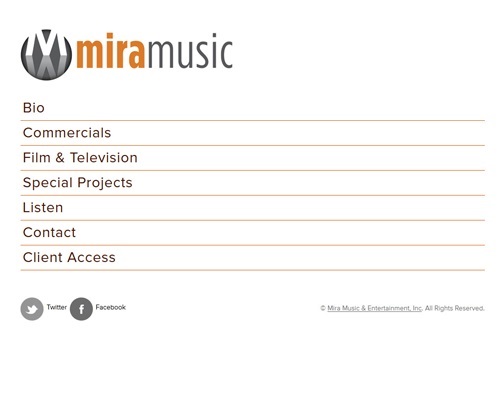 miramusic
Bio
Commercials
Film & Television
Special Projects
Listen
Contact
Client Access
Twitter Facebook © Mira Music & Entertainment, Inc. All Rights Reserved.